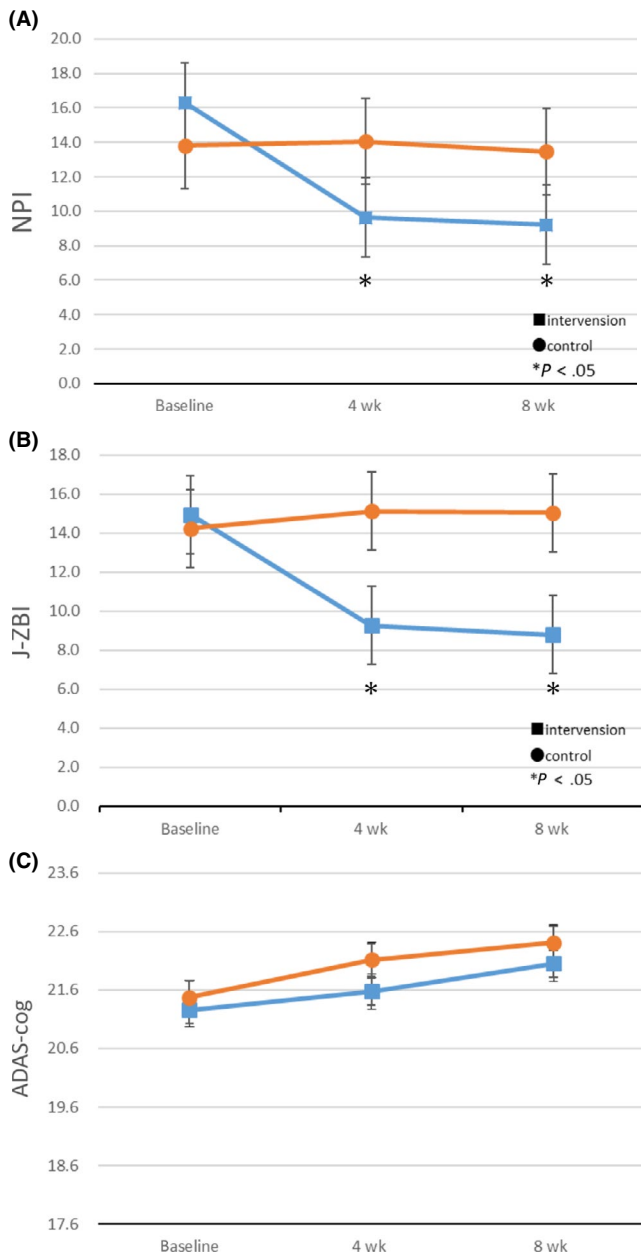 (A)
20.0
18.0
16.0
14.0
12.0
10.0
8.0
6.0
4.0
2.0
0.0
NPI
* *
intervension
control
*P < .05
Baseline 4 wk 8 wk
(B)
18.0
16.0
14.0
12.0
10.0
8.0
6.0
4.0
2.0
0.0
J-ZBI
* *
intervension
control
*P < .05
Baseline 4 wk 8 wk
(C)
23.6
22.6
21.6
20.6
19.6
18.6
17.6
ADAS-cog
Baseline 4 wk 8 wk